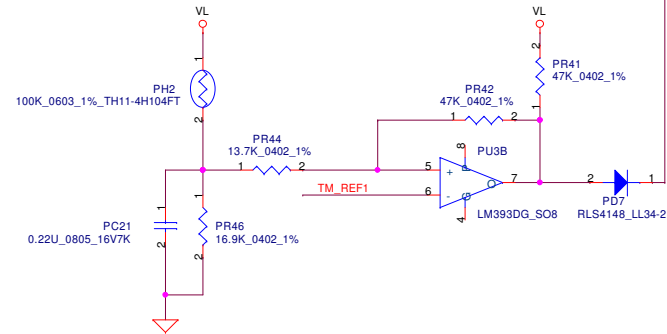 VL
VL
1
PH2
100K_0603_1%_TH11-4H104FT
2
2
PR41
47K_0402_1%
1
PR42
47K_0402_1%
1
2
PR44
13.7K_0402_1%
1
2
8
PU3B
5
+
P
O
7
TM_REF1
6
-
G
4
LM393DG_SO8
2
1
PD7
RLS4148_LL34-2
1
PC21
0.22U_0805_16V7K
2
1
PR46
16.9K_0402_1%
2